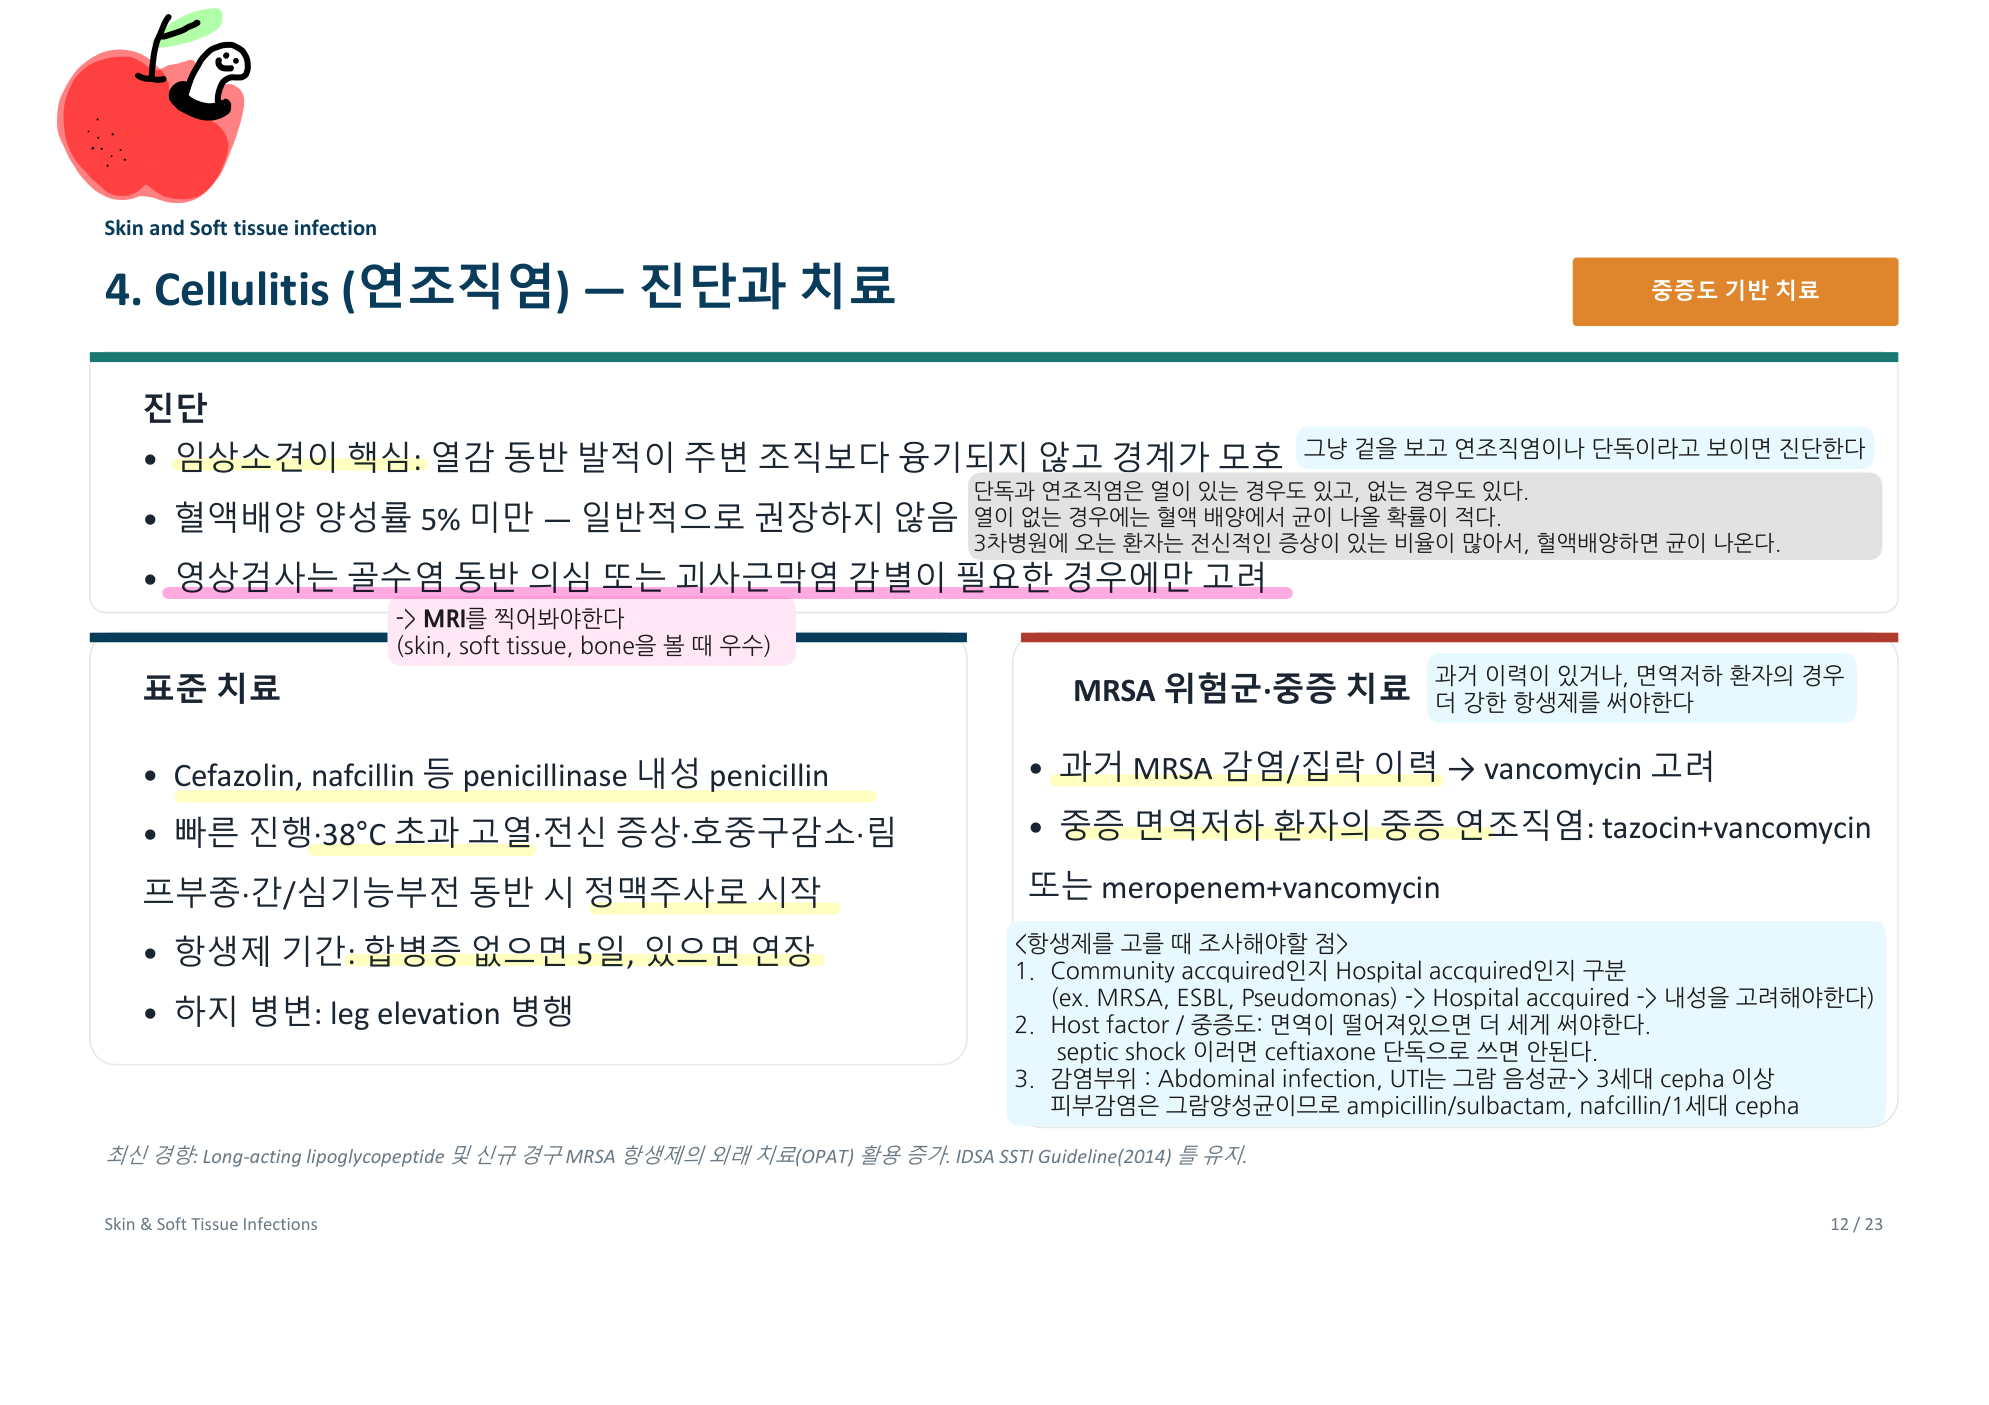 Skin and Soft tissue infection
4. Cellulitis (연조직염) — 진단과 치료
중증도 기반 치료
진단
• 임상소견이 핵심: 열감 동반 발적이 주변 조직보다 융기되지 않고 경계가 모호
그냥 겉을 보고 연조직염이나 단독이라고 보이면 진단한다
• 혈액배양 양성률 5% 미만 — 일반적으로 권장하지 않음
단독과 연조직염은 열이 있는 경우도 있고, 없는 경우도 있다.
열이 없는 경우에는 혈액 배양에서 균이 나올 확률이 적다.
3차병원에 오는 환자는 전신적인 증상이 있는 비율이 많아서, 혈액배양하면 균이 나온다.
• 영상검사는 골수염 동반 의심 또는 괴사근막염 감별이 필요한 경우에만 고려
-> MRI를 찍어봐야한다
(skin, soft tissue, bone을 볼 때 우수)
표준 치료
• Cefazolin, nafcillin 등 penicillinase 내성 penicillin
• 빠른 진행·38°C 초과 고열·전신 증상·호중구감소·림
프부종·간/심기능부전 동반 시 정맥주사로 시작
• 항생제 기간: 합병증 없으면 5일, 있으면 연장
• 하지 병변: leg elevation 병행
MRSA 위험군·중증 치료
과거 이력이 있거나, 면역저하 환자의 경우
더 강한 항생제를 써야한다
• 과거 MRSA 감염/집락 이력 → vancomycin 고려
• 중증 면역저하 환자의 중증 연조직염: tazocin+vancomycin
또는 meropenem+vancomycin
<항생제를 고를 때 조사해야할 점>
1. Community accquired인지 Hospital accquired인지 구분
(ex. MRSA, ESBL, Pseudomonas) -> Hospital accquired -> 내성을 고려해야한다)
2. Host factor / 중증도: 면역이 떨어져있으면 더 세게 써야한다.
septic shock 이러면 ceftiaxone 단독으로 쓰면 안된다.
3. 감염부위 : Abdominal infection, UTI는 그람 음성균-> 3세대 cepha 이상
피부감염은 그람양성균이므로 ampicillin/sulbactam, nafcillin/1세대 cepha
최신 경향: Long-acting lipoglycopeptide 및 신규 경구 MRSA 항생제의 외래 치료(OPAT) 활용 증가. IDSA SSTI Guideline(2014) 틀 유지.
Skin & Soft Tissue Infections
12 / 23